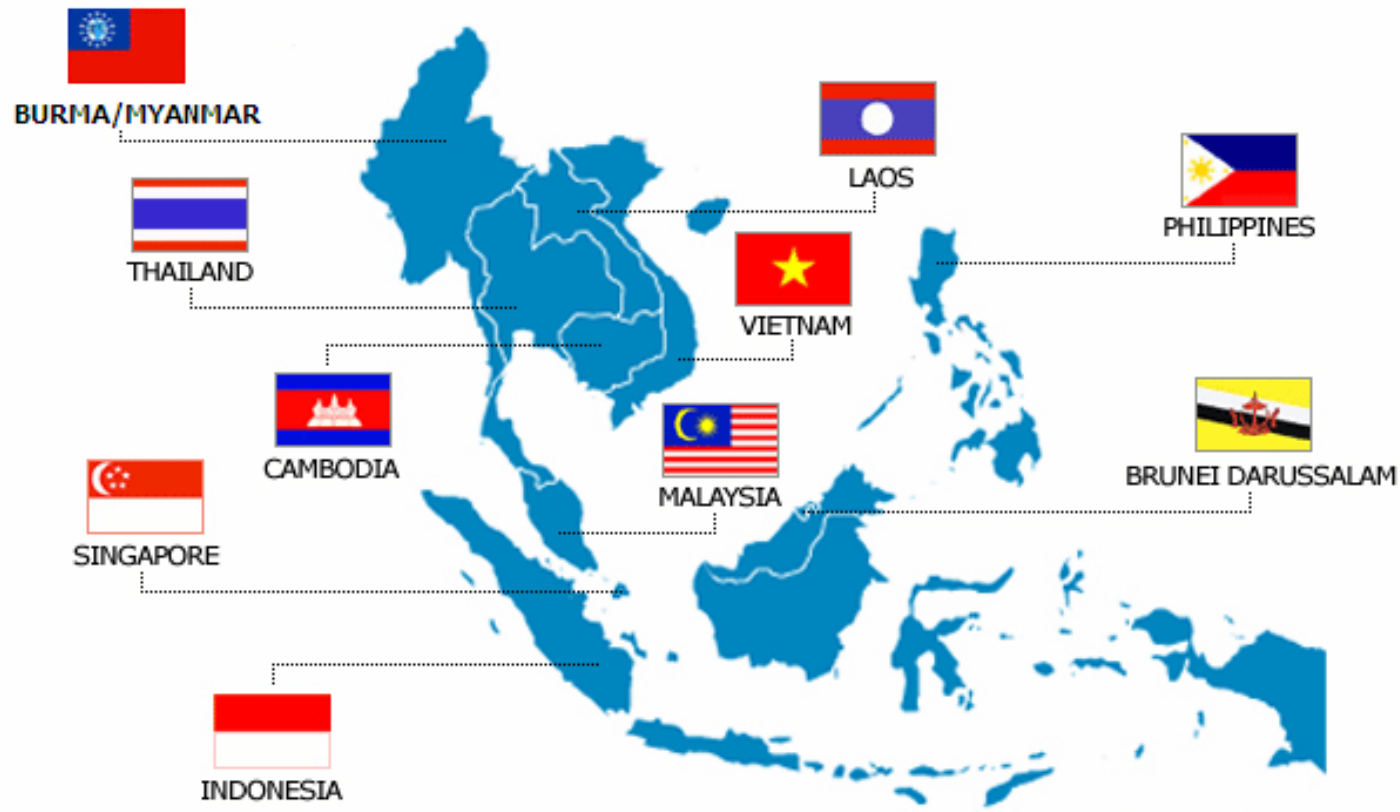 BURMA/MYANMAR
LAOS
PHILIPPINES
THAILAND
VIETNAM
CAMBODIA
MALAYSIA
BRUNEI DARUSSALAM
SINGAPORE
INDONESIA